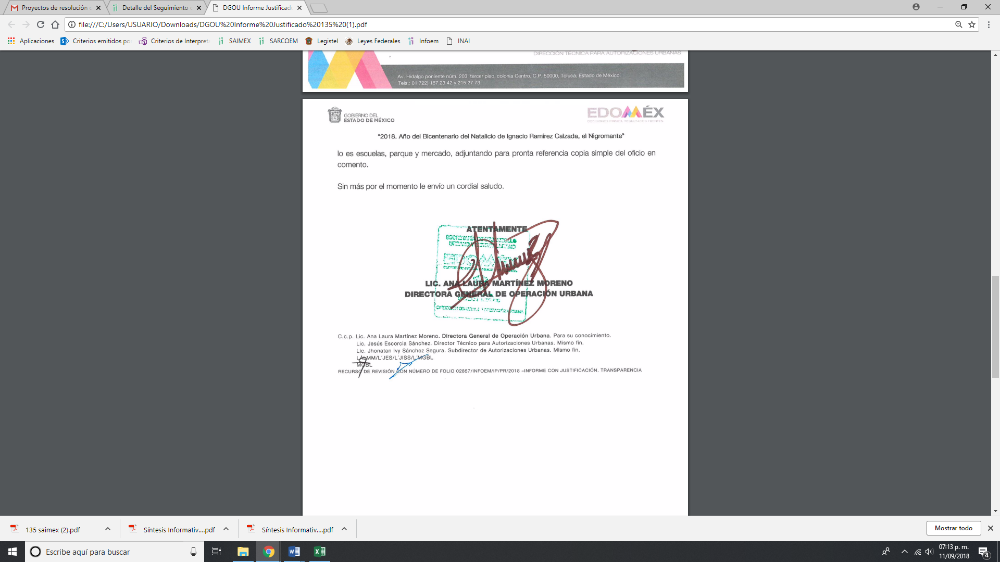 Proyectos de resolución
Detalle del Seguimiento
DGOU Informe Justificado
file:///C:/Users/USUARIO/Downloads/DGOU%20Informe%20Justificado%20135%20(1).pdf
Aplicaciones
Criterios emitidos po
Criterios de Interpret
SAIMEX
SARCOEM
Legistel
Leyes Federales
Infoem
INAI
DIRECCIÓN TÉCNICA PARA AUTORIZACIONES URBANAS
Av. Hidalgo poniente núm. 203, tercer piso, colonia Centro, C.P. 50000, Toluca, Estado de México.
Tels.: 01 722) 167 23 42 y 215 27 73.
GOBIERNO DEL
ESTADO DE MÉXICO
EDOMÉX
DECISIONES FIRMES, RESULTADOS FUERTES.
"2018. Año del Bicentenario del Natalicio de Ignacio Ramírez Calzada, el Nigromante"
lo es escuelas, parque y mercado, adjuntando para pronta referencia copia simple del oficio en
comento.
Sin más por el momento le envío un cordial saludo.
ATENTAMENTE
EDOMÉX
LIC. ANA LAURA MARTÍNEZ MORENO
DIRECTORA GENERAL DE OPERACIÓN URBANA
C.c.p. Lic. Ana Laura Martínez Moreno. Directora General de Operación Urbana. Para su conocimiento.
Lic. Jesús Escorcia Sánchez. Director Técnico para Autorizaciones Urbanas. Mismo fin.
Lic. Jhonatan Ivy Sánchez Segura. Subdirector de Autorizaciones Urbanas. Mismo fin.
LALMM/L'JES/L'JISS/L'MGBL
MGBL
RECURSO DE REVISIÓN CON NÚMERO DE FOLIO 02857/INFOEM/IP/PR/2018 –INFORME CON JUSTIFICACIÓN. TRANSPARENCIA
135 saimex (2).pdf
Síntesis Informativ....pdf
Síntesis Informativ....pdf
Mostrar todo
Escribe aquí para buscar
07:13 p. m.
11/09/2018
4